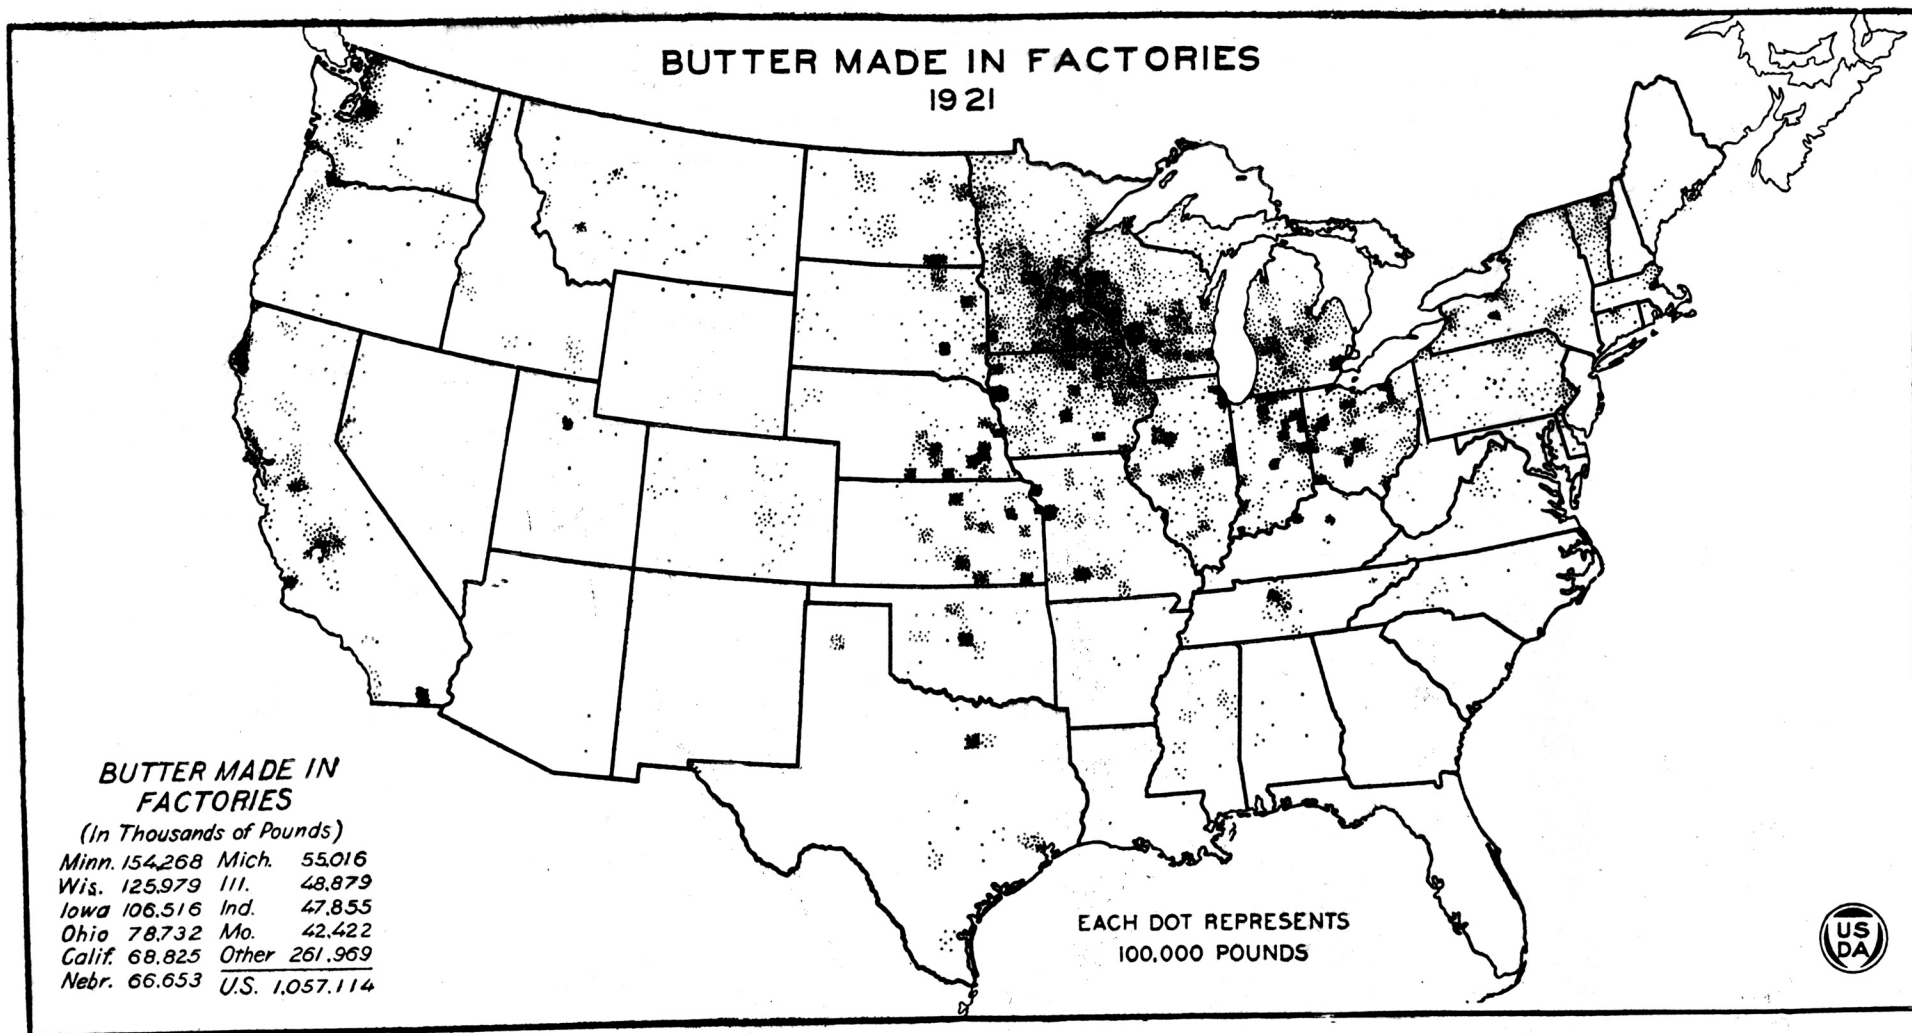 BUTTER MADE IN FACTORIES
1921
BUTTER MADE IN
FACTORIES
(In Thousands of Pounds)
Minn. 154,268 Mich. 55,016
Wis. 125,979 Ill. 48,879
Iowa 106,516 Ind. 47,855
Ohio 78,732 Mo. 42,422
Calif. 68,825 Other 261,969
Nebr. 66,653 U.S. 1,057,114
EACH DOT REPRESENTS
100,000 POUNDS
US
DA